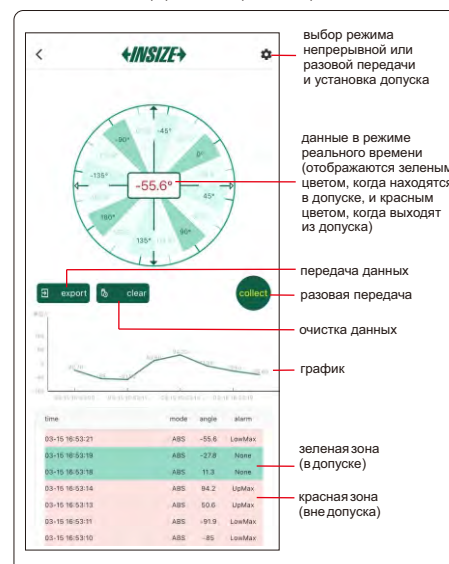 INSIZE
выбор режима
непрерывной или
разовой передачи
и установка допуска
-45°
-90°
0°
-135°
-55.6°
45°
180°
90°
135°
данные в режиме
реального времени
(отображаются зеленым
цветом, когда находятся
в допуске, и красным
цветом, когда выходят
из допуска)
export
clear
collect
передача данных
разовая передача
очистка данных
график
time mode angle alarm
03-15 16:53:21 ABS -55.6 LowMax
03-15 16:53:19 ABS -27.8 None
03-15 16:53:18 ABS 11.3 None
03-15 16:53:14 ABS 94.2 UpMax
03-15 16:53:13 ABS 50.6 UpMax
03-15 16:53:11 ABS -91.9 LowMax
03-15 16:53:10 ABS -85 LowMax
зеленая зона
(в допуске)
красная зона
(вне допуска)